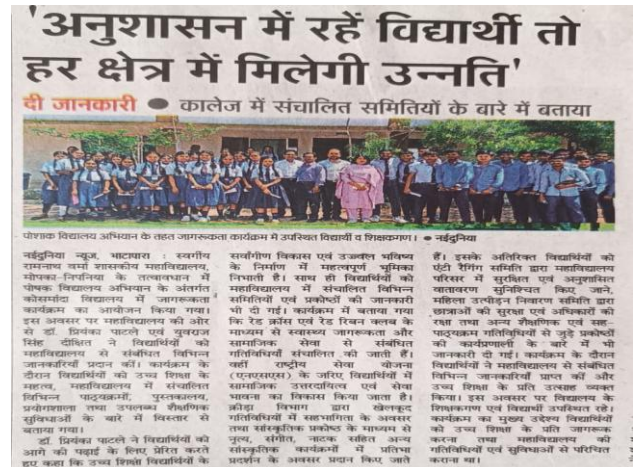 'अनुशासन में रहें विद्यार्थी तो
हर क्षेत्र में मिलेगी उन्नति'
दी जानकारी ● कालेज में संचालित समितियों के बारे में बताया
पोशाक विद्यालय अभियान के तहत जागरूकता कार्यक्रम में उपस्थित विद्यार्थी व शिक्षकगण। ● नईदुनिया
नईदुनिया न्यूज, भाटापारा : स्वर्गीय
रामनाथ वर्मा शासकीय महाविद्यालय,
मोपका-निपनिया के तत्वावधान में
पोषक विद्यालय अभियान के अंतर्गत
कोसमांदा विद्यालय में जागरूकता
कार्यक्रम का आयोजन किया गया।
इस अवसर पर महाविद्यालय की ओर
से डॉ. प्रियंका पाटले एवं युवराज
सिंह दीक्षित ने विद्यार्थियों को
महाविद्यालय से संबंधित विभिन्न
जानकारियाँ प्रदान कीं। कार्यक्रम के
दौरान विद्यार्थियों को उच्च शिक्षा के
महत्व, महाविद्यालय में संचालित
विभिन्न पाठ्यक्रमों, पुस्तकालय,
प्रयोगशाला तथा उपलब्ध शैक्षणिक
सुविधाओं के बारे में विस्तार से
बताया गया।
डॉ. प्रियंका पाटले ने विद्यार्थियों को
आगे की पढ़ाई के लिए प्रेरित करते
हुए कहा कि उच्च शिक्षा विद्यार्थियों के
सर्वांगीण विकास एवं उज्ज्वल भविष्य
के निर्माण में महत्वपूर्ण भूमिका
निभाती है। साथ ही विद्यार्थियों को
महाविद्यालय में संचालित विभिन्न
समितियों एवं प्रकोष्ठों की जानकारी
भी दी गई। कार्यक्रम में बताया गया
कि रेड क्रॉस एवं रेड रिबन क्लब के
माध्यम से स्वास्थ्य जागरूकता और
सामाजिक सेवा से संबंधित
गतिविधियाँ संचालित की जाती हैं।
वहीं राष्ट्रीय सेवा योजना
(एनएसएस) के जरिए विद्यार्थियों में
सामाजिक उत्तरदायित्व एवं सेवा
भावना का विकास किया जाता है।
क्रीड़ा विभाग द्वारा खेलकूद
गतिविधियों में सहभागिता के अवसर
तथा सांस्कृतिक प्रकोष्ठ के माध्यम से
नृत्य, संगीत, नाटक सहित अन्य
सांस्कृतिक कार्यक्रमों में प्रतिभा
प्रदर्शन के अवसर प्रदान किए जाते
हैं। इसके अतिरिक्त विद्यार्थियों को
एंटी रैगिंग समिति द्वारा महाविद्यालय
परिसर में सुरक्षित एवं अनुशासित
वातावरण सुनिश्चित किए जाने,
महिला उत्पीड़न निवारण समिति द्वारा
छात्राओं की सुरक्षा एवं अधिकारों की
रक्षा तथा अन्य शैक्षणिक एवं सह-
पाठ्यक्रम गतिविधियों से जुड़े प्रकोष्ठों
की कार्यप्रणाली के बारे में भी
जानकारी दी गई। कार्यक्रम के दौरान
विद्यार्थियों ने महाविद्यालय से संबंधित
विभिन्न जानकारियाँ प्राप्त कीं और
उच्च शिक्षा के प्रति उत्साह व्यक्त
किया। इस अवसर पर विद्यालय के
शिक्षकगण एवं विद्यार्थी उपस्थित रहे।
कार्यक्रम का मुख्य उद्देश्य विद्यार्थियों
को उच्च शिक्षा के प्रति जागरूक
करना तथा महाविद्यालय की
गतिविधियों एवं सुविधाओं से परिचित
कराना था।